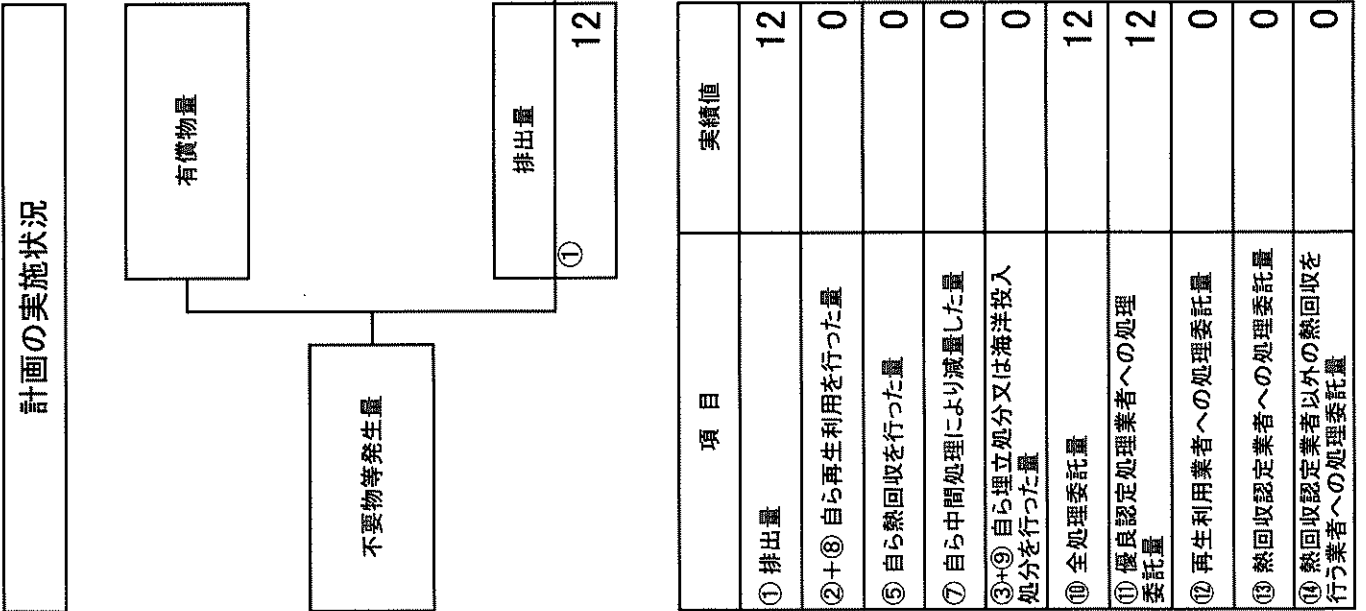 計画の実施状況
有償物量
不要物等発生量
排出量
① 12
項 目 実績値
① 排出量 12
②+⑧ 自ら再生利用を行った量 0
⑤ 自ら熱回収を行った量 0
⑦ 自ら中間処理により減量した量 0
③+⑨ 自ら埋立処分又は海洋投入
処分を行った量 0
⑩ 全処理委託量 12
⑪ 優良認定処理業者への処理
委託量 12
⑫ 再生利用業者への処理委託量 0
⑬ 熱回収認定業者への処理委託量 0
⑭ 熱回収認定業者以外の熱回収を
行う業者への処理委託量 0